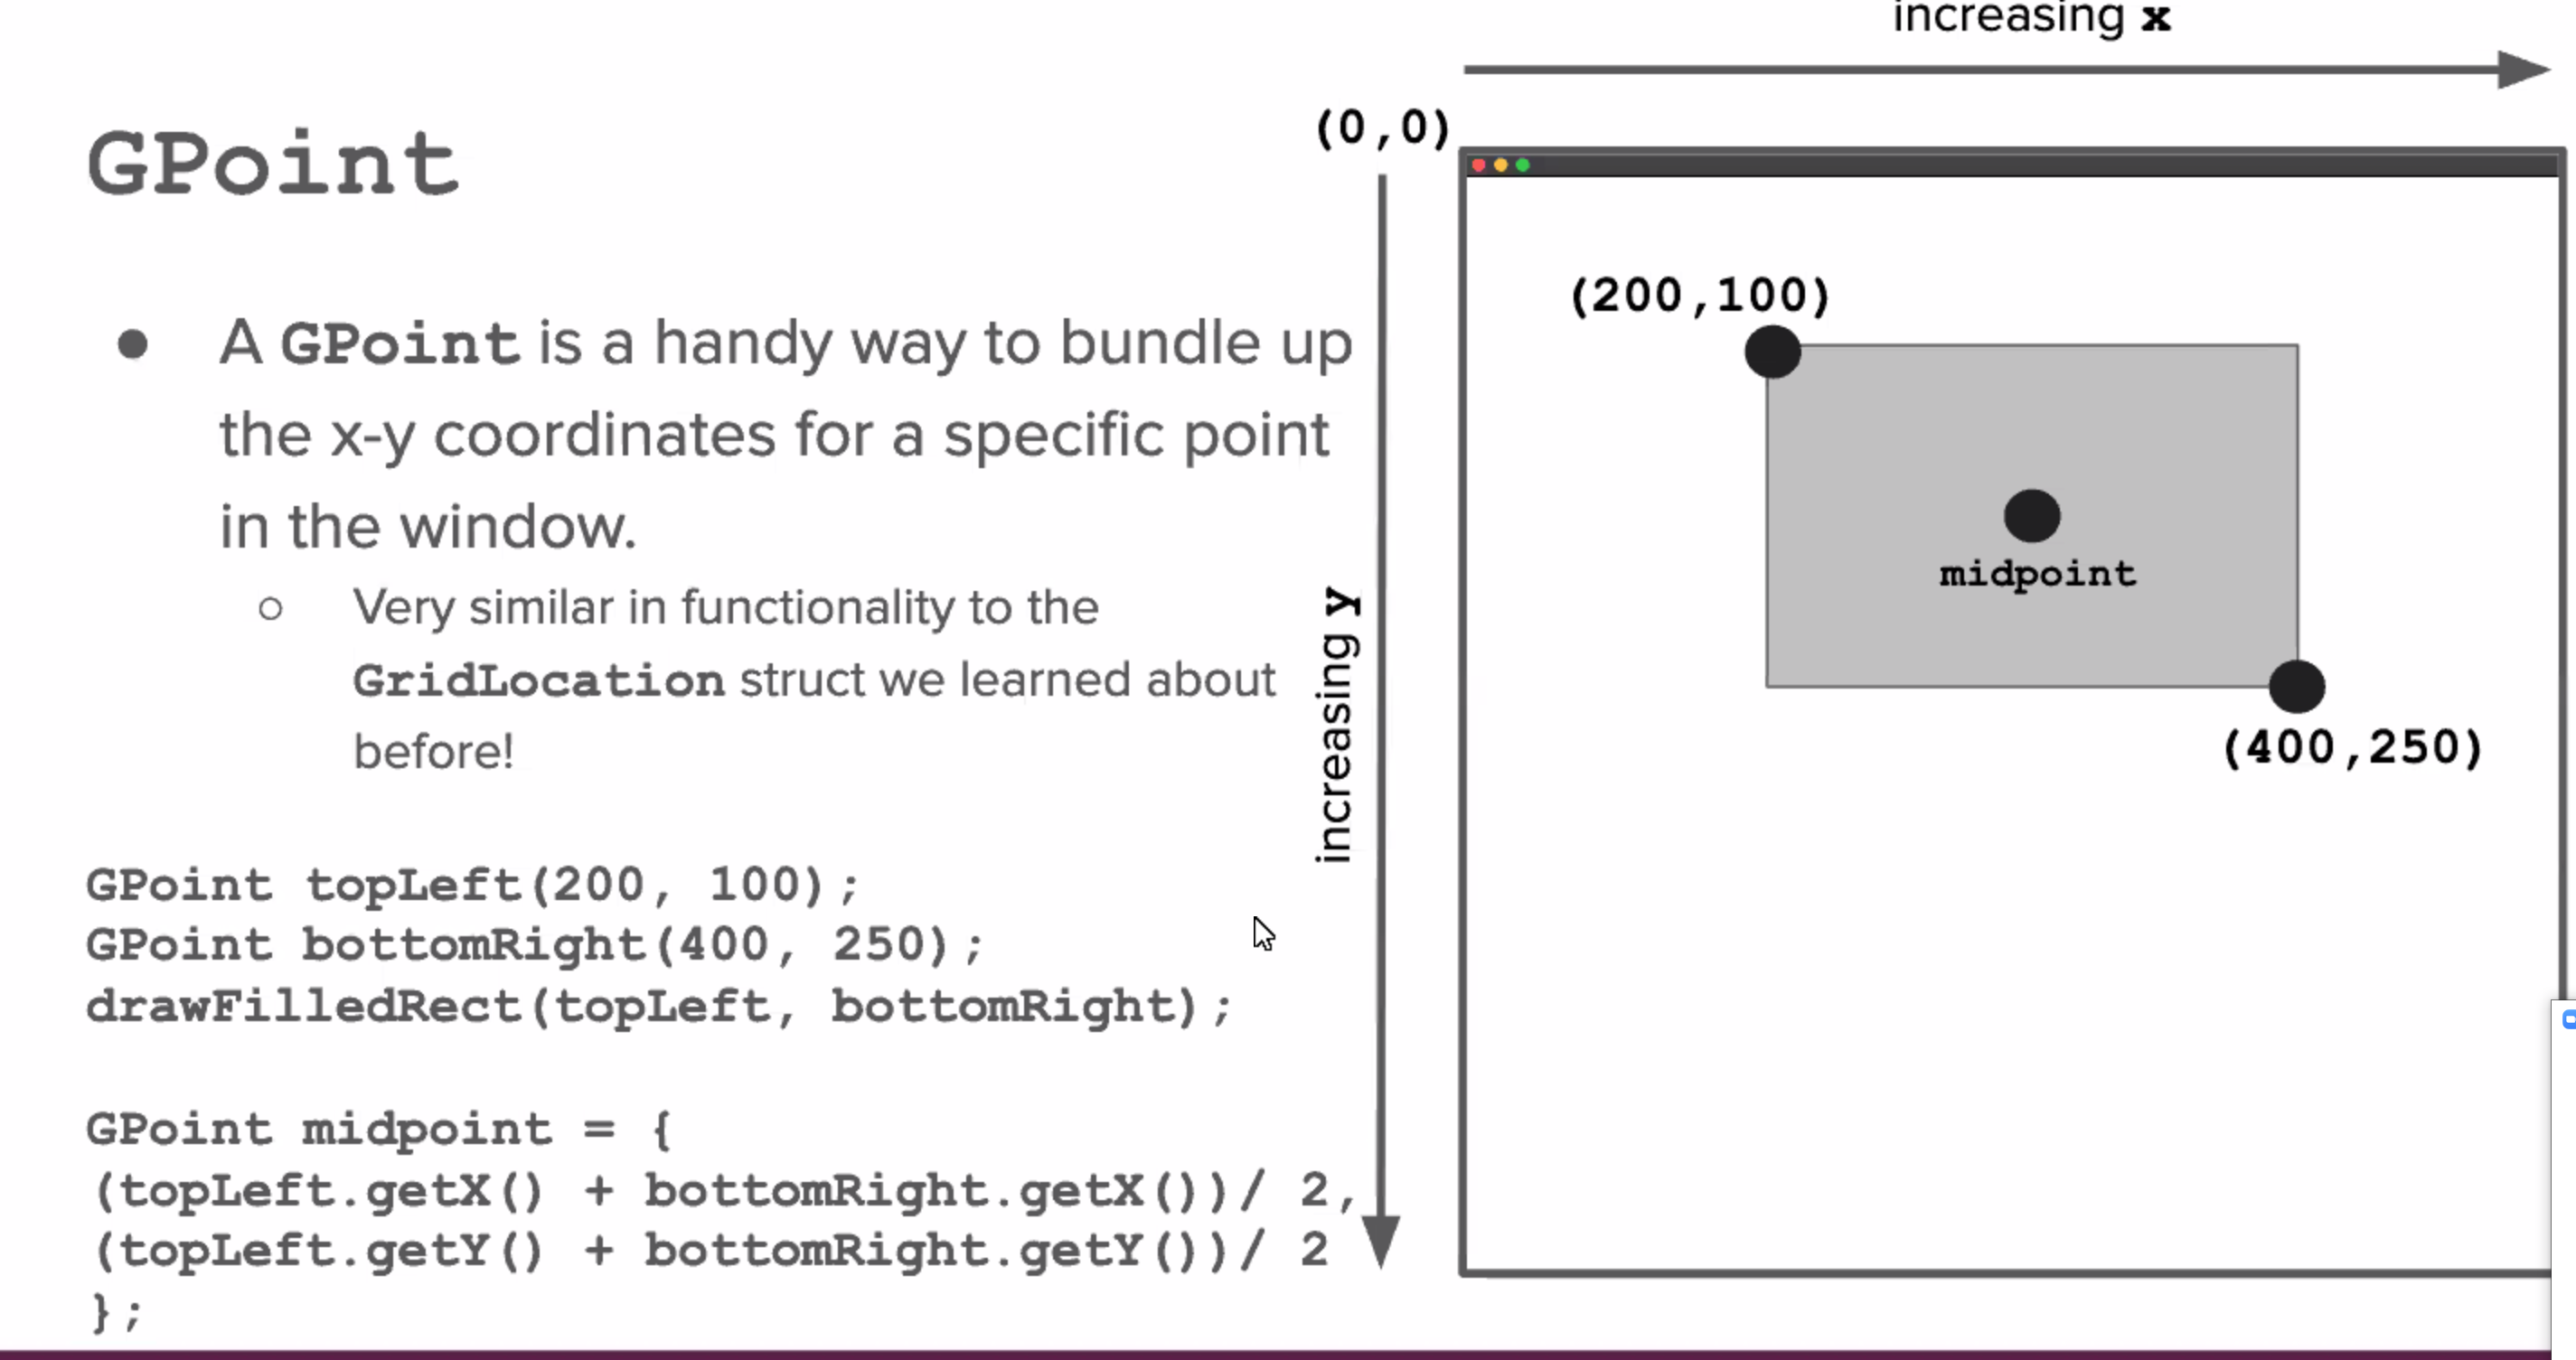 GPoint
● A GPoint is a handy way to bundle up
the x-y coordinates for a specific point
in the window.
○ Very similar in functionality to the
GridLocation struct we learned about
before!
GPoint topLeft(200, 100);
GPoint bottomRight(400, 250);
drawFilledRect(topLeft, bottomRight);
GPoint midpoint = {
(topLeft.getX() + bottomRight.getX())/ 2,
(topLeft.getY() + bottomRight.getY())/ 2
};
increasing x
(0,0)
increasing y
(200,100)
midpoint
(400,250)